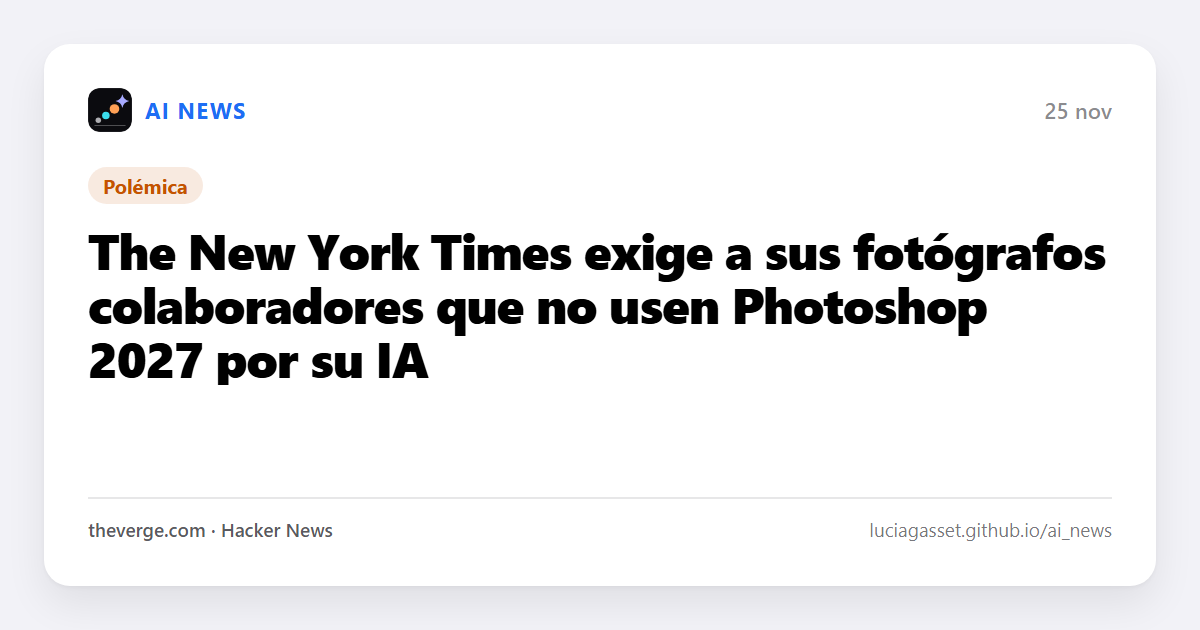 AI NEWS
25 nov
Polémica
The New York Times exige a sus fotógrafos
colaboradores que no usen Photoshop
2027 por su IA
theverge.com · Hacker News
luciagasset.github.io/ai_news